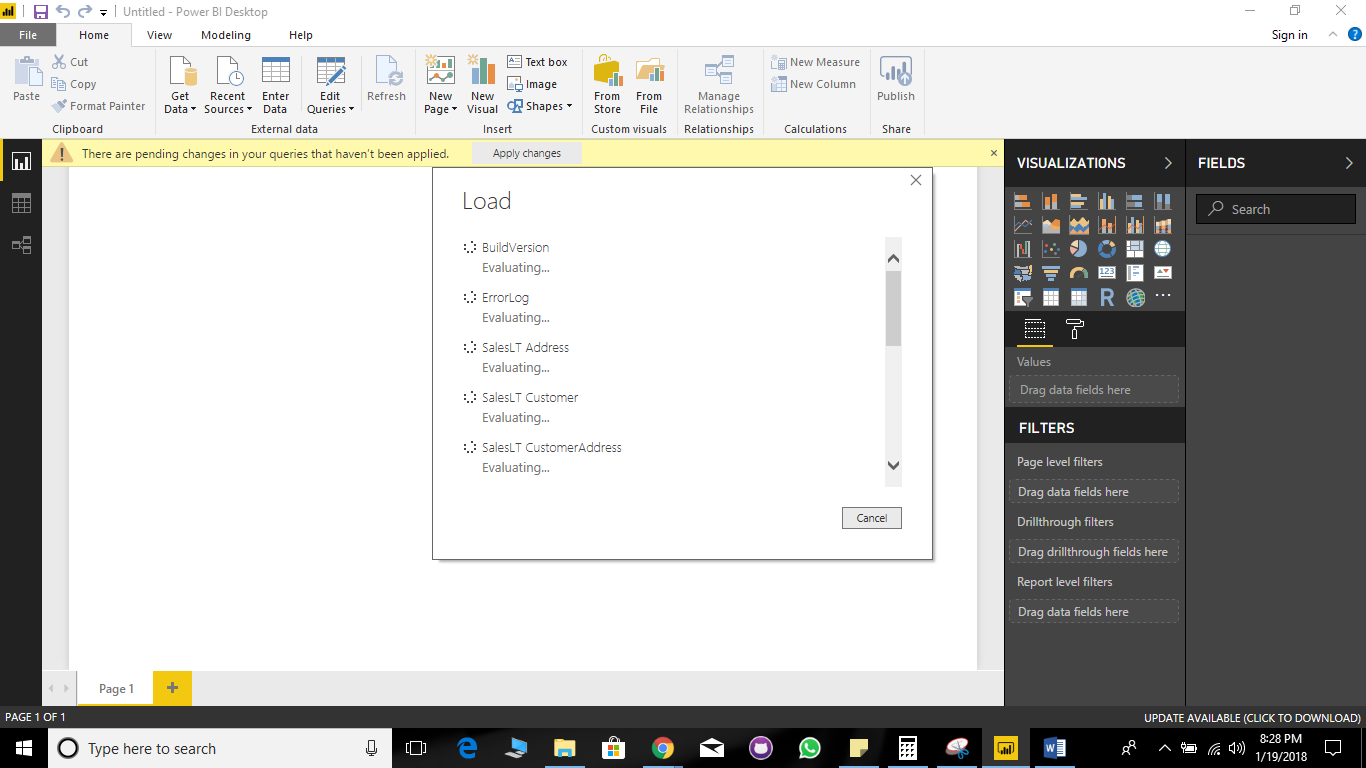 Untitled - Power BI Desktop
File Home View Modeling Help Sign in
Paste
Cut
Copy
Format Painter
Clipboard
Get Data
Recent Sources
Enter Data
Edit Queries
Refresh
External data
New Page
New Visual
Text box
Image
Shapes
Insert
From Store
From File
Custom visuals
Manage Relationships
Relationships
New Measure
New Column
Calculations
Publish
Share
There are pending changes in your queries that haven't been applied. Apply changes
Load
BuildVersion
Evaluating...
ErrorLog
Evaluating...
SalesLT Address
Evaluating...
SalesLT Customer
Evaluating...
SalesLT CustomerAddress
Evaluating...
Cancel
VISUALIZATIONS
123
R
Values
Drag data fields here
FILTERS
Page level filters
Drag data fields here
Drillthrough filters
Drag drillthrough fields here
Report level filters
Drag data fields here
FIELDS
Search
Page 1
PAGE 1 OF 1
UPDATE AVAILABLE (CLICK TO DOWNLOAD)
Type here to search
8:28 PM
1/19/2018